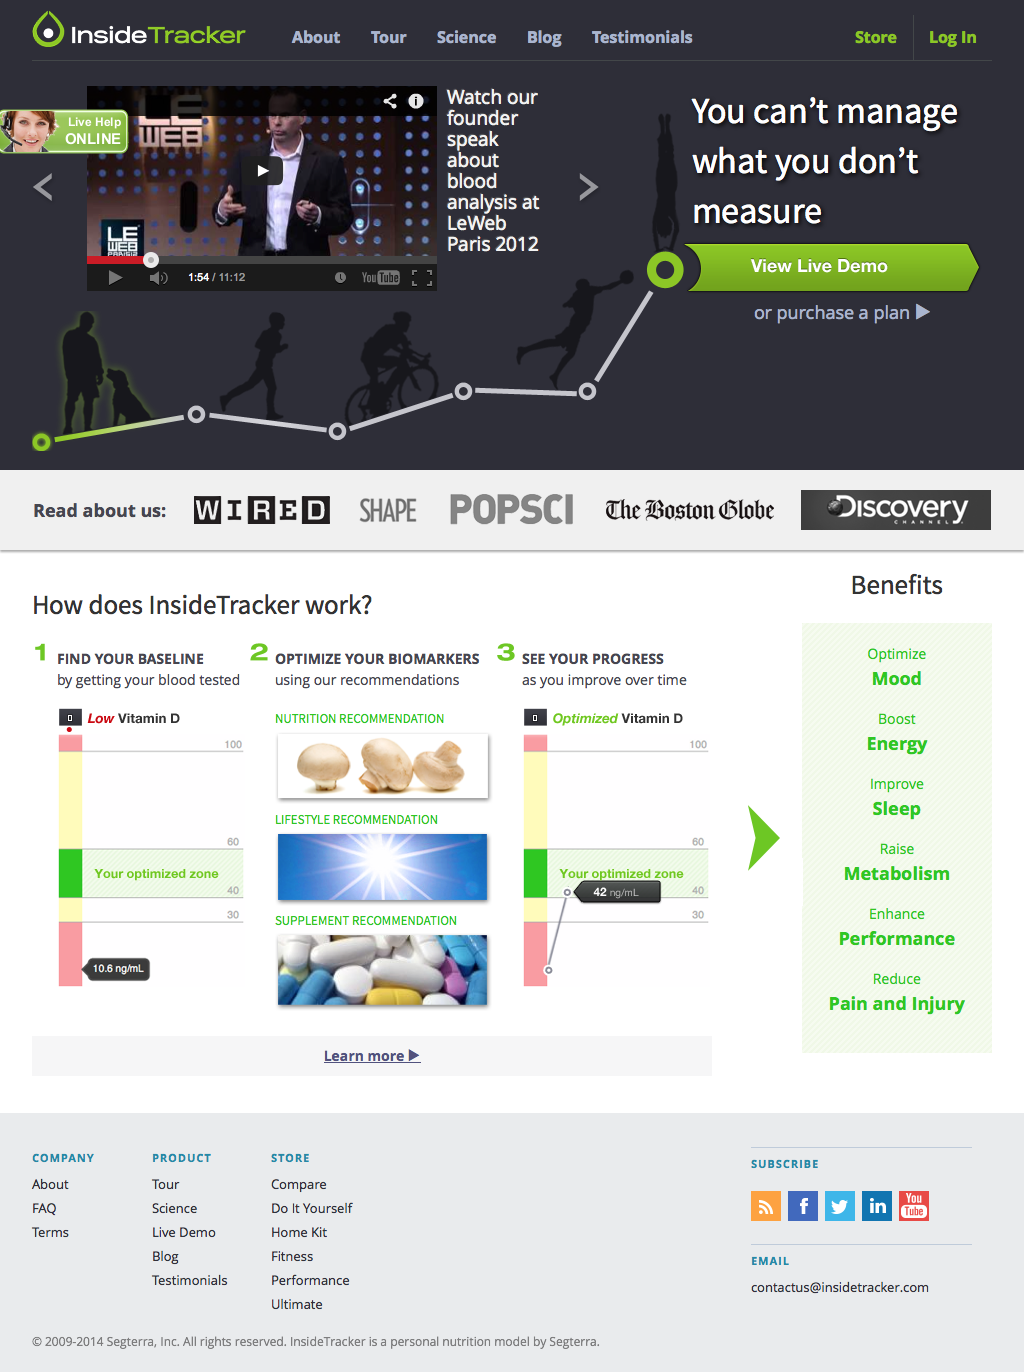 InsideTracker
About Tour Science Blog Testimonials
Store Log In
Live Help
ONLINE
LE
WEB
LE
WEB
PARIS'12
1:54 / 11:12
YouTube
Watch our
founder
speak
about
blood
analysis at
LeWeb
Paris 2012
You can't manage
what you don't
measure
View Live Demo
or purchase a plan
Read about us:
WIRED
SHAPE
POPSCI
The Boston Globe
Discovery
CHANNEL
How does InsideTracker work?
1 FIND YOUR BASELINE
by getting your blood tested
Low Vitamin D
100
60
Your optimized zone
40
30
10.6 ng/mL
2 OPTIMIZE YOUR BIOMARKERS
using our recommendations
NUTRITION RECOMMENDATION
LIFESTYLE RECOMMENDATION
SUPPLEMENT RECOMMENDATION
3 SEE YOUR PROGRESS
as you improve over time
Optimized Vitamin D
100
60
Your optimized zone
42 ng/mL
40
30
Learn more
Benefits
Optimize
Mood
Boost
Energy
Improve
Sleep
Raise
Metabolism
Enhance
Performance
Reduce
Pain and Injury
COMPANY
About
FAQ
Terms
PRODUCT
Tour
Science
Live Demo
Blog
Testimonials
STORE
Compare
Do It Yourself
Home Kit
Fitness
Performance
Ultimate
SUBSCRIBE
f
in
You
Tube
EMAIL
contactus@insidetracker.com
© 2009-2014 Segterra, Inc. All rights reserved. InsideTracker is a personal nutrition model by Segterra.